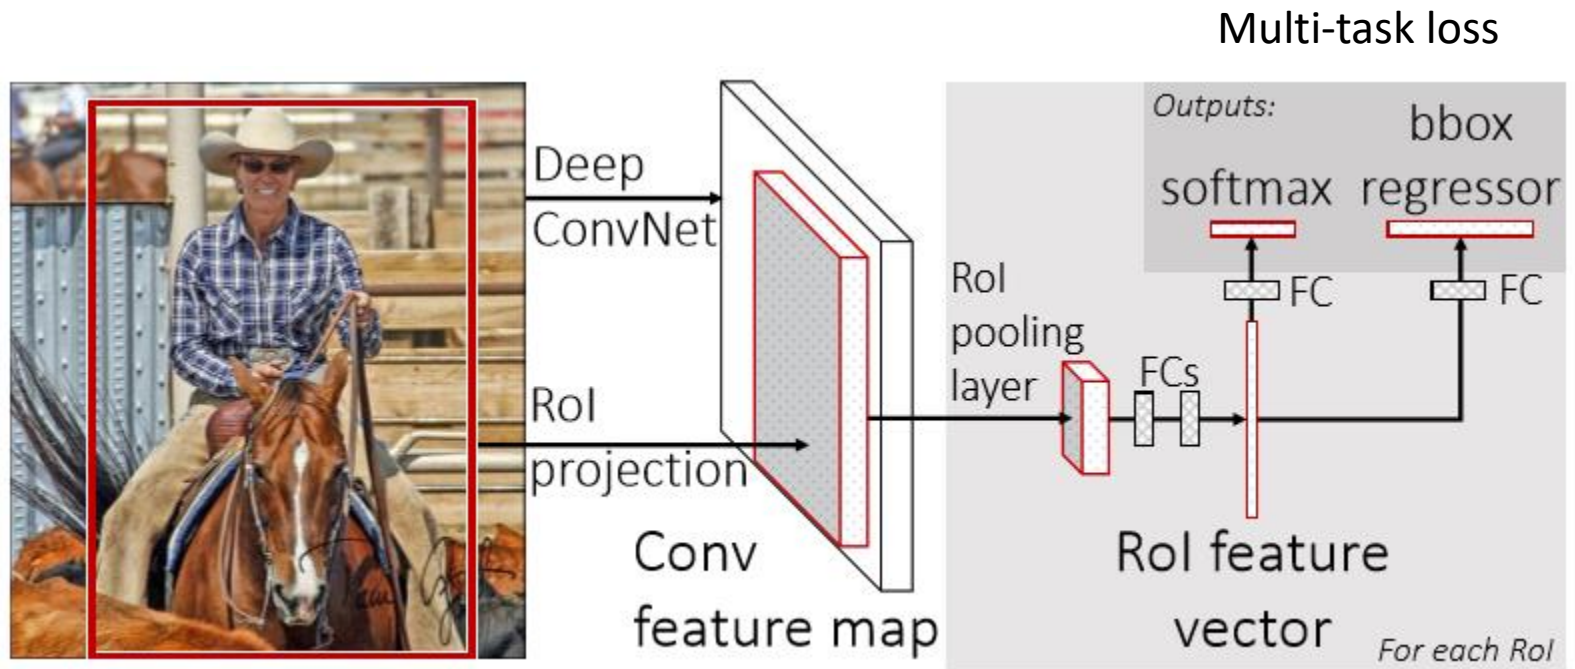 Multi-task loss
Outputs:
bbox
softmax
regressor
Deep
ConvNet
FC
FC
RoI
pooling
layer
FCs
RoI
projection
Conv
feature map
RoI feature
vector
For each RoI